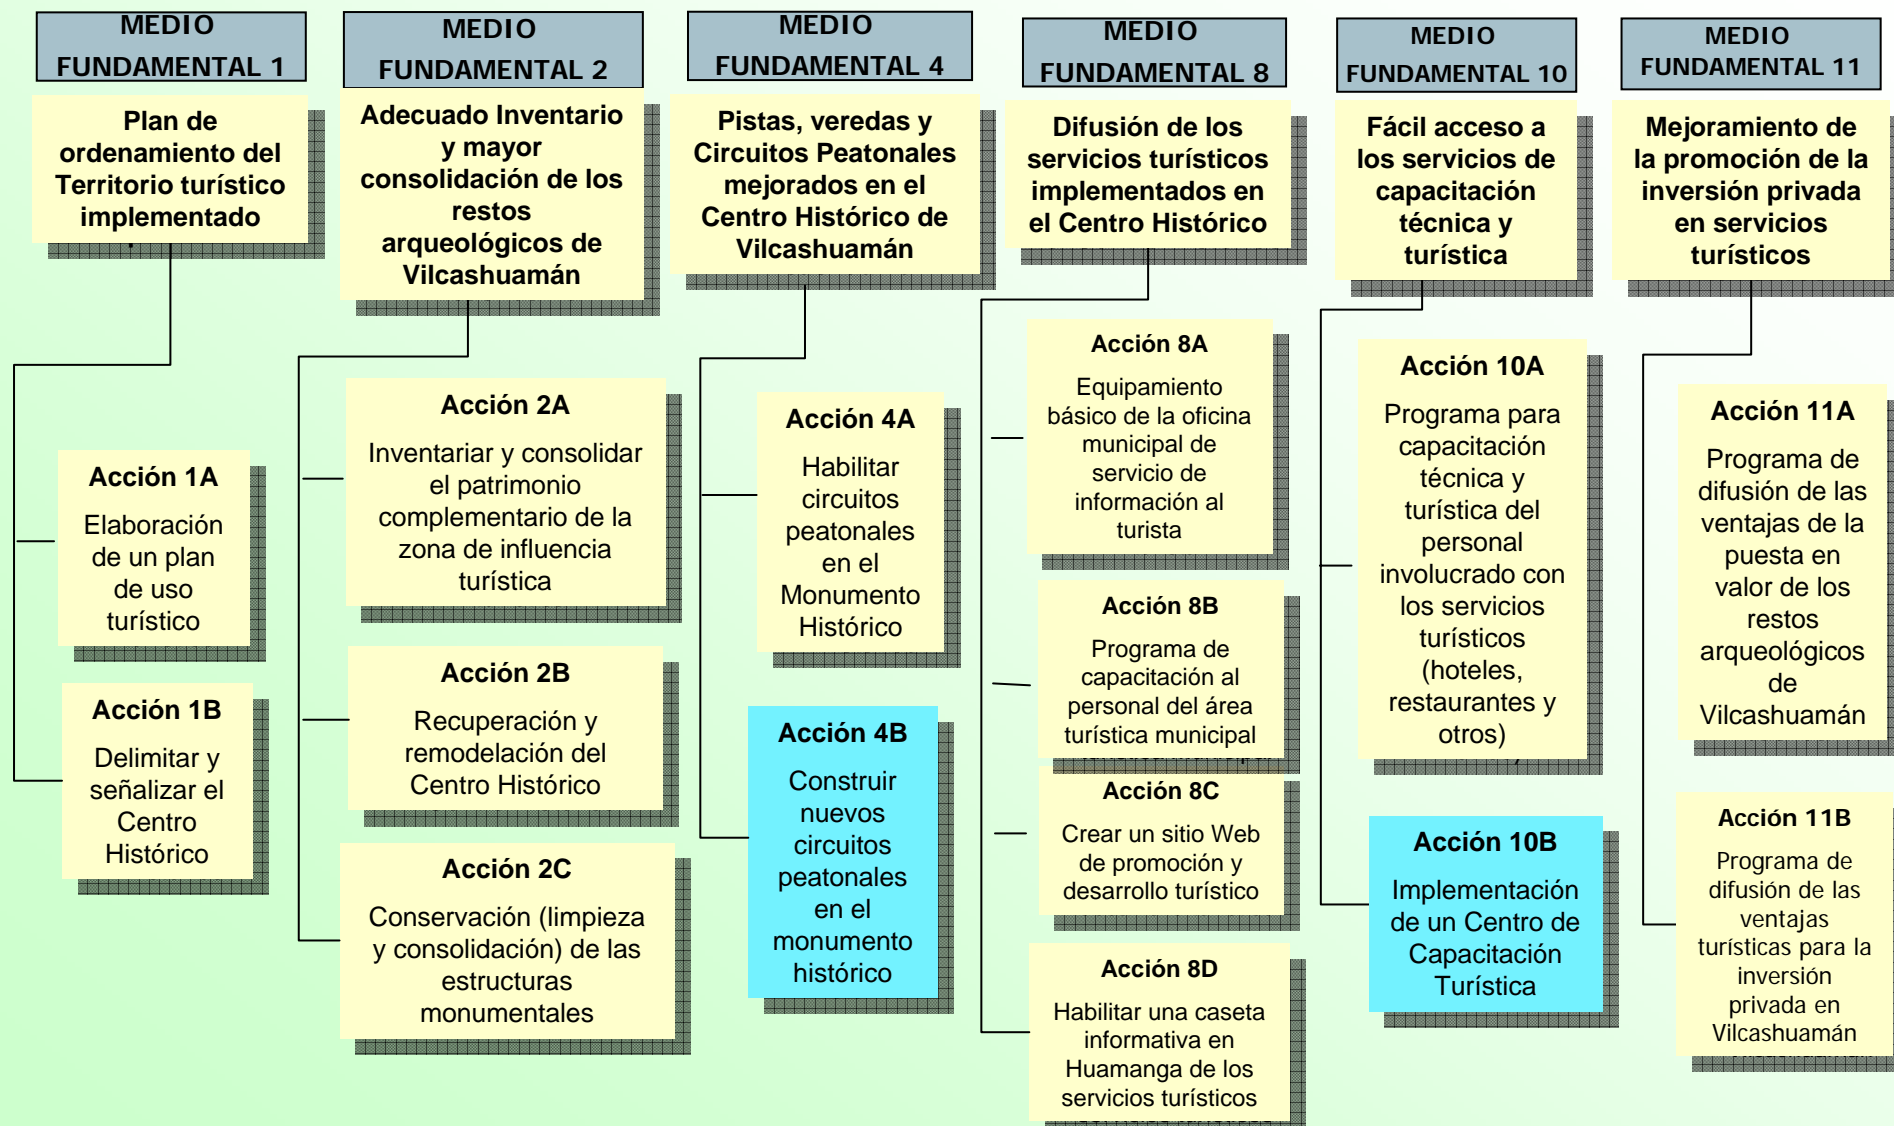 MEDIO
FUNDAMENTAL 1
Plan de
ordenamiento del
Territorio turístico
implementado
Acción 1A
Elaboración
de un plan
de uso
turístico
Acción 1B
Delimitar y
señalizar el
Centro
Histórico
MEDIO
FUNDAMENTAL 2
Adecuado Inventario
y mayor
consolidación de los
restos
arqueológicos de
Vilcashuamán
Acción 2A
Inventariar y consolidar
el patrimonio
complementario de la
zona de influencia
turística
Acción 2B
Recuperación y
remodelación del
Centro Histórico
Acción 2C
Conservación (limpieza
y consolidación) de las
estructuras
monumentales
MEDIO
FUNDAMENTAL 4
Pistas, veredas y
Circuitos Peatonales
mejorados en el
Centro Histórico de
Vilcashuamán
Acción 4A
Habilitar
circuitos
peatonales
en el
Monumento
Histórico
Acción 4B
Construir
nuevos
circuitos
peatonales
en el
monumento
histórico
MEDIO
FUNDAMENTAL 8
Difusión de los
servicios turísticos
implementados en
el Centro Histórico
Acción 8A
Equipamiento
básico de la oficina
municipal de
servicio de
información al
turista
Acción 8B
Programa de
capacitación al
personal del área
turística municipal
Acción 8C
Crear un sitio Web
de promoción y
desarrollo turístico
Acción 8D
Habilitar una caseta
informativa en
Huamanga de los
servicios turísticos
MEDIO
FUNDAMENTAL 10
Fácil acceso a
los servicios de
capacitación
técnica y
turística
Acción 10A
Programa para
capacitación
técnica y
turística del
personal
involucrado con
los servicios
turísticos
(hoteles,
restaurantes y
otros)
Acción 10B
Implementación
de un Centro de
Capacitación
Turística
MEDIO
FUNDAMENTAL 11
Mejoramiento de
la promoción de la
inversión privada
en servicios
turísticos
Acción 11A
Programa de
difusión de las
ventajas de la
puesta en
valor de los
restos
arqueológicos
de
Vilcashuamán
Acción 11B
Programa de
difusión de las
ventajas
turísticas para la
inversión
privada en
Vilcashuamán